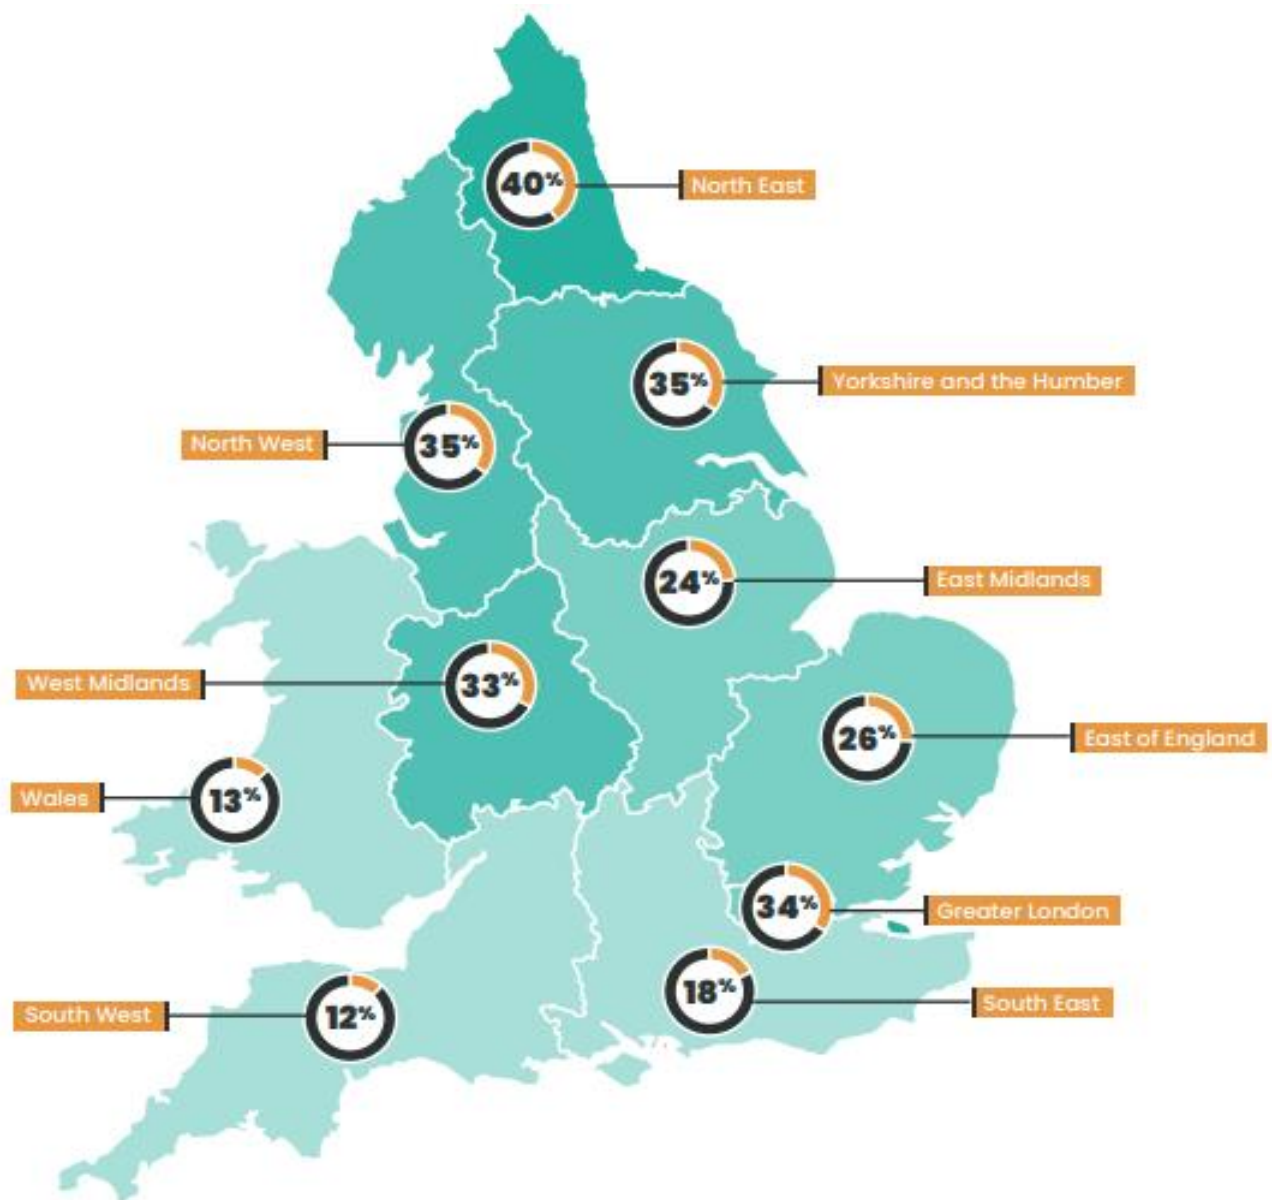 40%
North East
35%
Yorkshire and the Humber
North West
35%
24%
East Midlands
West Midlands
33%
26%
East of England
Wales
13%
34%
Greater London
18%
South East
South West
12%